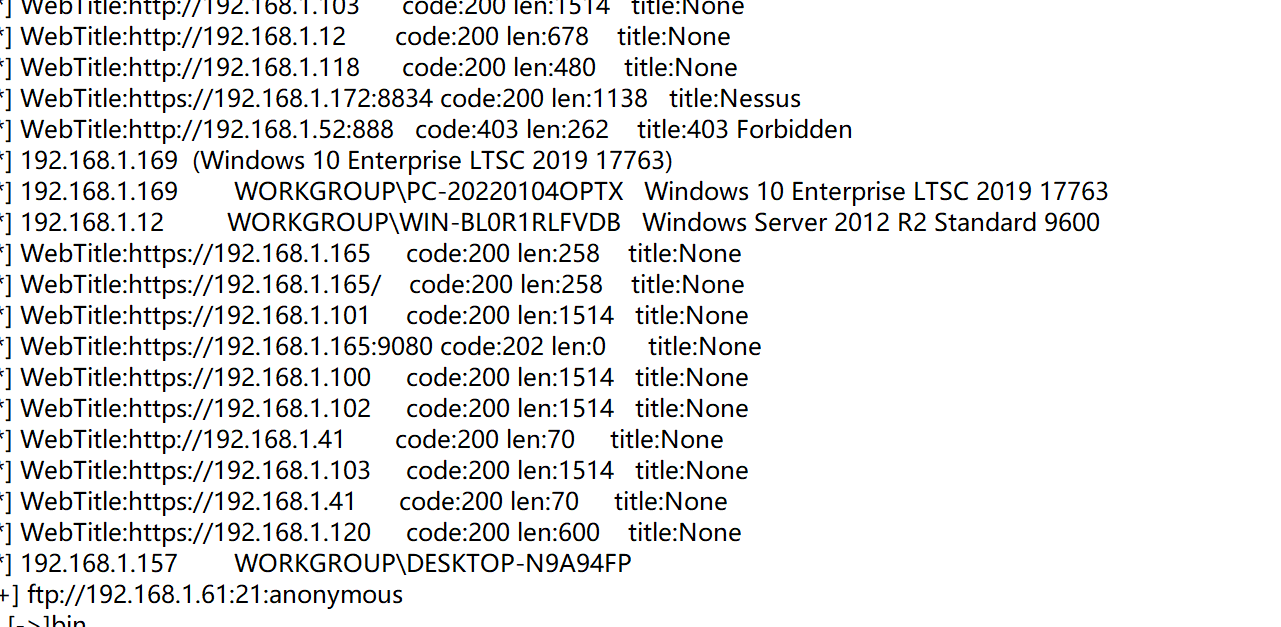 *] WebTitle:http://192.168.1.103 code:200 len:1514 title:None
*] WebTitle:http://192.168.1.12 code:200 len:678 title:None
*] WebTitle:http://192.168.1.118 code:200 len:480 title:None
*] WebTitle:https://192.168.1.172:8834 code:200 len:1138 title:Nessus
*] WebTitle:http://192.168.1.52:888 code:403 len:262 title:403 Forbidden
*] 192.168.1.169 (Windows 10 Enterprise LTSC 2019 17763)
*] 192.168.1.169 WORKGROUP\PC-20220104OPTX Windows 10 Enterprise LTSC 2019 17763
*] 192.168.1.12 WORKGROUP\WIN-BL0R1RLFVDB Windows Server 2012 R2 Standard 9600
*] WebTitle:https://192.168.1.165 code:200 len:258 title:None
*] WebTitle:https://192.168.1.165/ code:200 len:258 title:None
*] WebTitle:https://192.168.1.101 code:200 len:1514 title:None
*] WebTitle:https://192.168.1.165:9080 code:202 len:0 title:None
*] WebTitle:https://192.168.1.100 code:200 len:1514 title:None
*] WebTitle:https://192.168.1.102 code:200 len:1514 title:None
*] WebTitle:http://192.168.1.41 code:200 len:70 title:None
*] WebTitle:https://192.168.1.103 code:200 len:1514 title:None
*] WebTitle:https://192.168.1.41 code:200 len:70 title:None
*] WebTitle:https://192.168.1.120 code:200 len:600 title:None
*] 192.168.1.157 WORKGROUP\DESKTOP-N9A94FP
+] ftp://192.168.1.61:21:anonymous
[->]bin